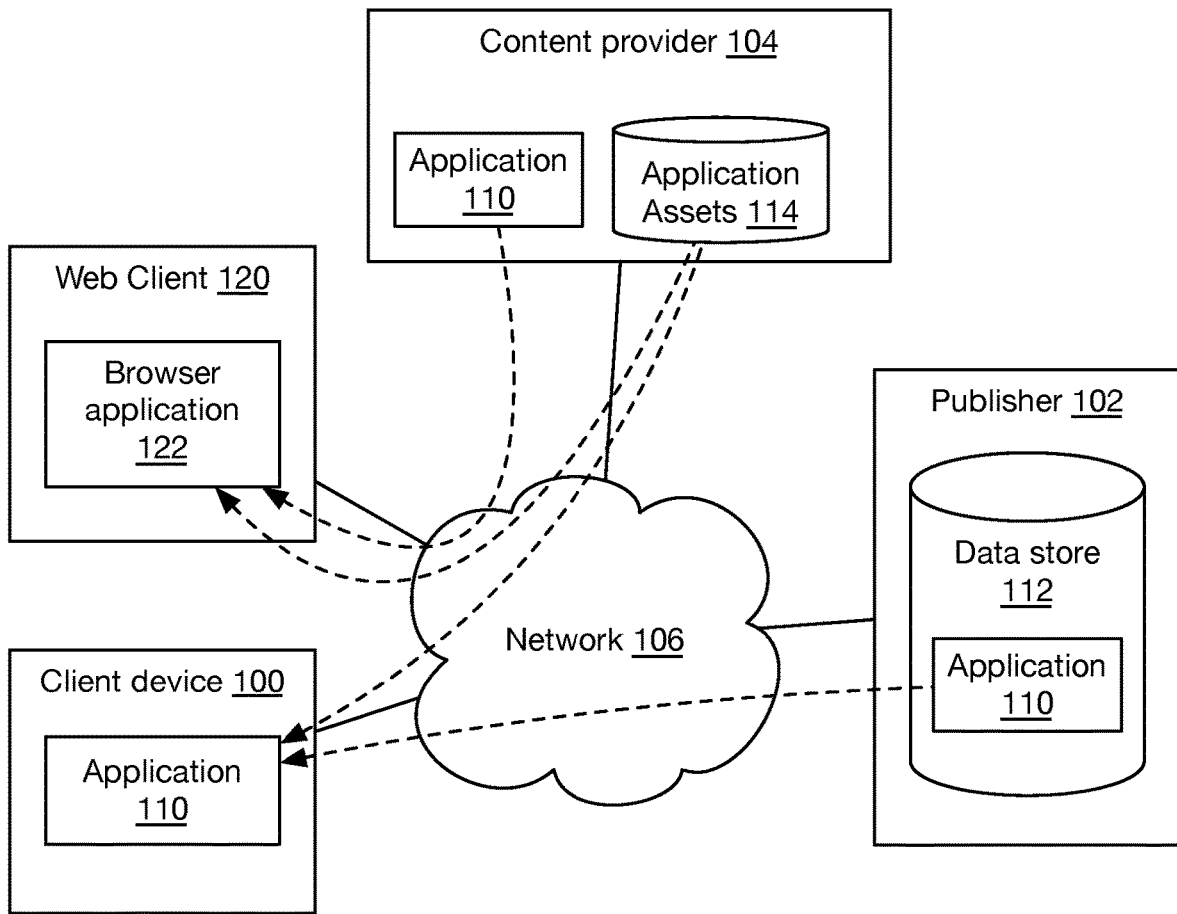 Content provider 104
Application
110
Application
Assets 114
Web Client 120
Browser
application
122
Publisher 102
Data store
112
Application
110
Network 106
Client device 100
Application
110